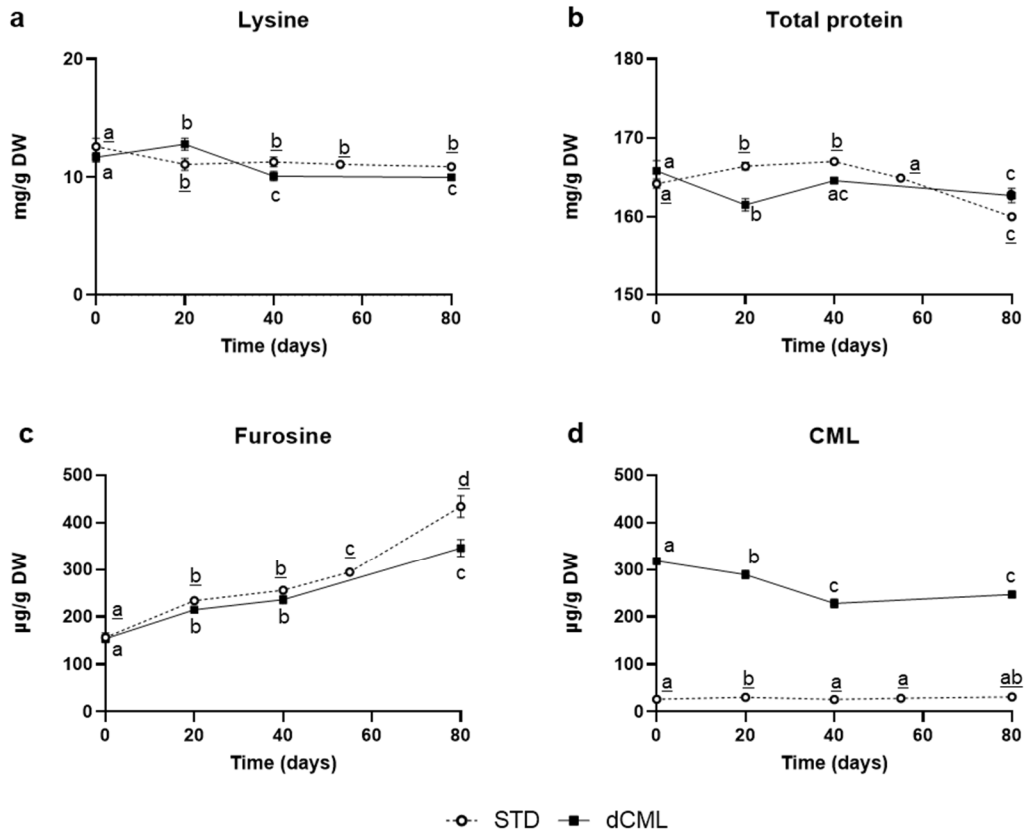 a Lysine
20
10
0
mg/g DW
a
a
b
b
b
c
b
b
c
0 20 40 60 80
Time (days)
b Total protein
180
170
160
150
mg/g DW
a
a
b
b
b
ac
a
c
c
0 20 40 60 80
Time (days)
c Furosine
500
400
300
200
100
0
µg/g DW
a
a
b
b
b
b
c
d
c
0 20 40 60 80
Time (days)
d CML
500
400
300
200
100
0
µg/g DW
a
b
c
c
a
b
a
a
ab
0 20 40 60 80
Time (days)
STD dCML